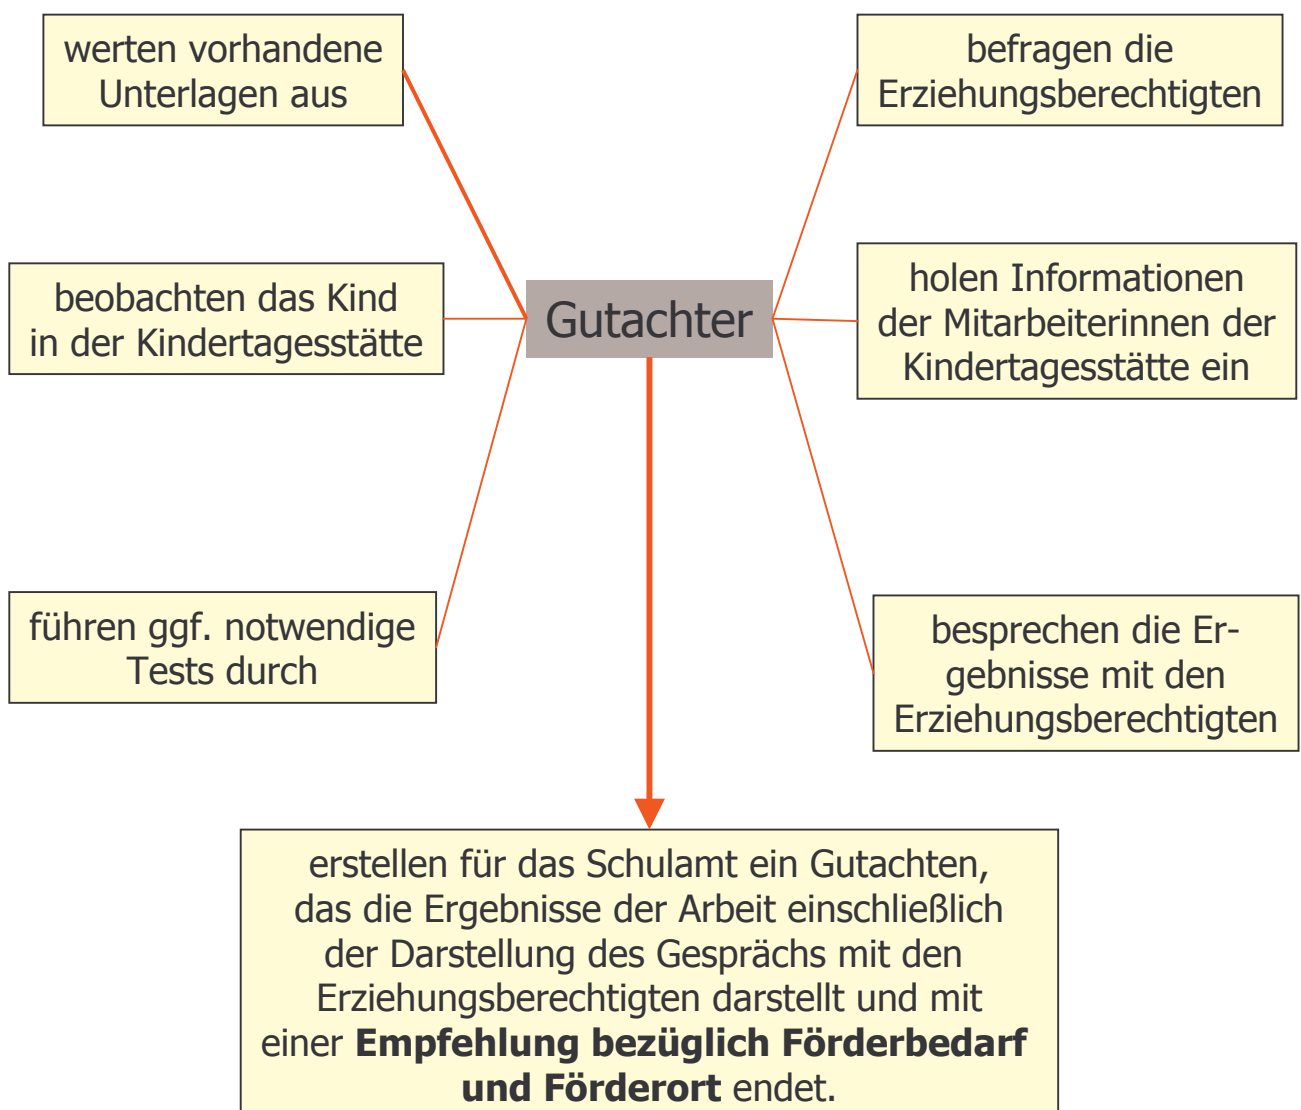 werten vorhandene
Unterlagen aus
befragen die
Erziehungsberechtigten
beobachten das Kind
in der Kindertagesstätte
Gutachter
holen Informationen
der Mitarbeiterinnen der
Kindertagesstätte ein
führen ggf. notwendige
Tests durch
besprechen die Er-
gebnisse mit den
Erziehungsberechtigten
erstellen für das Schulamt ein Gutachten,
das die Ergebnisse der Arbeit einschließlich
der Darstellung des Gesprächs mit den
Erziehungsberechtigten darstellt und mit
einer Empfehlung bezüglich Förderbedarf
und Förderort endet.